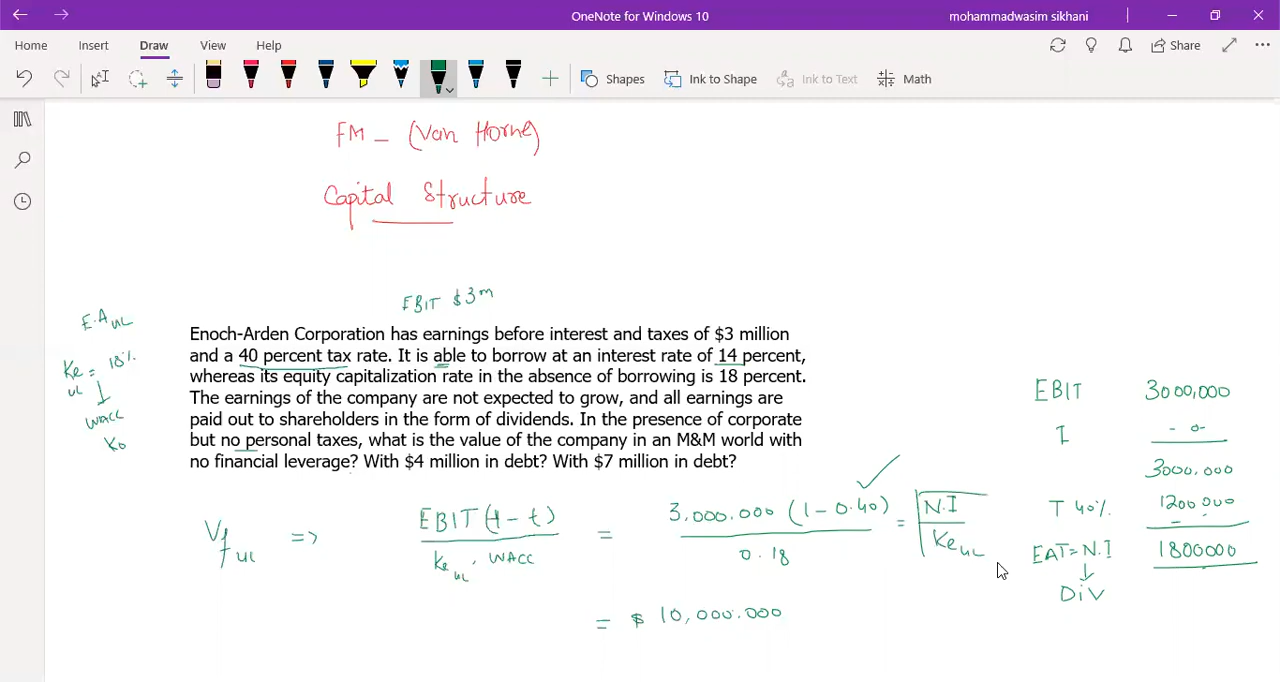 OneNote for Windows 10
mohammadwasim sikhani
Home Insert Draw View Help
Share
Shapes Ink to Shape Ink to Text Math
FM - (Van Horne)
Capital Structure
EBIT $3m
E.A UL
Ke UL = 18%
WACC
Ko
Enoch-Arden Corporation has earnings before interest and taxes of $3 million
and a 40 percent tax rate. It is able to borrow at an interest rate of 14 percent,
whereas its equity capitalization rate in the absence of borrowing is 18 percent.
The earnings of the company are not expected to grow, and all earnings are
paid out to shareholders in the form of dividends. In the presence of corporate
but no personal taxes, what is the value of the company in an M&M world with
no financial leverage? With $4 million in debt? With $7 million in debt?
Vf UL => EBIT(1-t) = 3,000.000 (1-0.40) = N.I
Ke UL, WACC 0.18 Ke UL
= $ 10,000.000
EBIT 3000,000
I -0-
3000.000
T 40%. 1200000
EAT=N.I 1800000
DiV